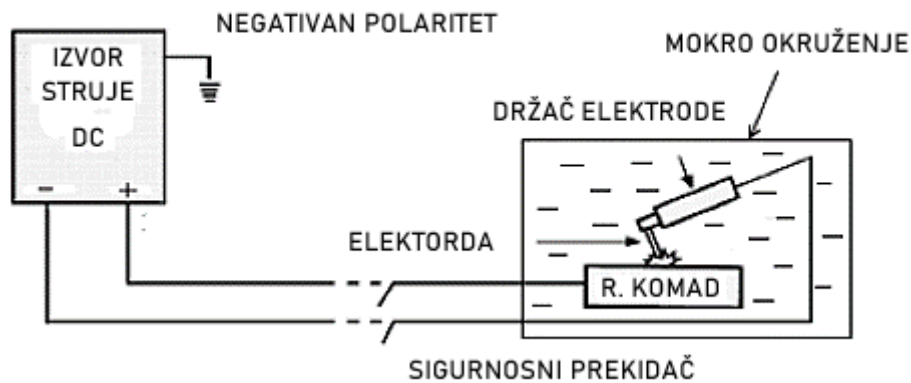 NEGATIVAN POLARITET
IZVOR
STRUJE
DC
- +
MOKRO OKRUŽENJE
DRŽAČ ELEKTRODE
ELEKTORDA
R. KOMAD
SIGURNOSNI PREKIDAČ